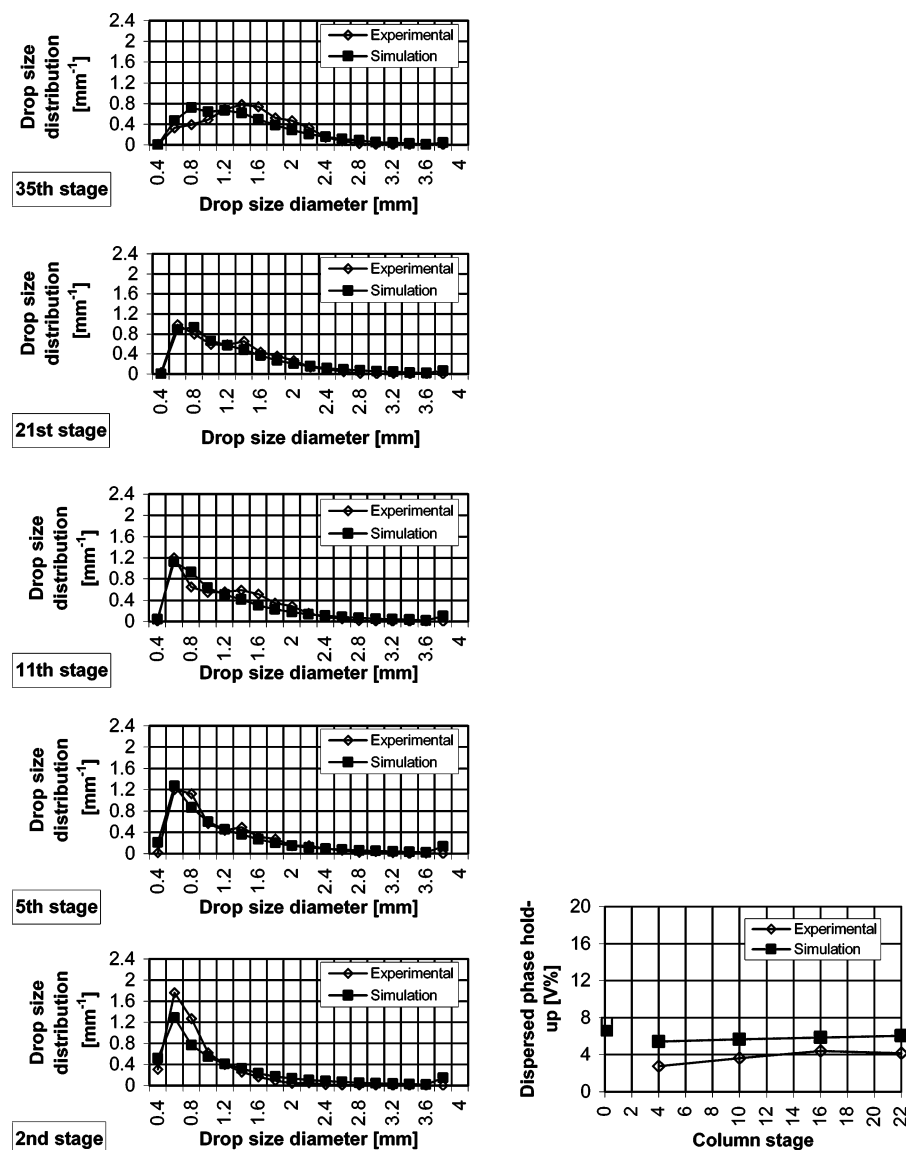 Drop size
distribution
[mm⁻¹]
2.4
2
1.6
1.2
0.8
0.4
0
Experimental
Simulation
0.4
0.8
1.2
1.6
2
2.4
2.8
3.2
3.6
4
35th stage
Drop size diameter [mm]
Drop size
distribution
[mm⁻¹]
2.4
2
1.6
1.2
0.8
0.4
0
Experimental
Simulation
0.4
0.8
1.2
1.6
2
2.4
2.8
3.2
3.6
4
21st stage
Drop size diameter [mm]
Drop size
distribution
[mm⁻¹]
2.4
2
1.6
1.2
0.8
0.4
0
Experimental
Simulation
0.4
0.8
1.2
1.6
2
2.4
2.8
3.2
3.6
4
11th stage
Drop size diameter [mm]
Drop size
distribution
[mm⁻¹]
2.4
2
1.6
1.2
0.8
0.4
0
Experimental
Simulation
0.4
0.8
1.2
1.6
2
2.4
2.8
3.2
3.6
4
5th stage
Drop size diameter [mm]
Drop size
distribution
[mm⁻¹]
2.4
2
1.6
1.2
0.8
0.4
0
Experimental
Simulation
0.4
0.8
1.2
1.6
2
2.4
2.8
3.2
3.6
4
2nd stage
Drop size diameter [mm]
Dispersed phase hold-
up [V%]
20
16
12
8
4
0
Experimental
Simulation
0
2
4
6
8
10
12
14
16
18
20
22
Column stage